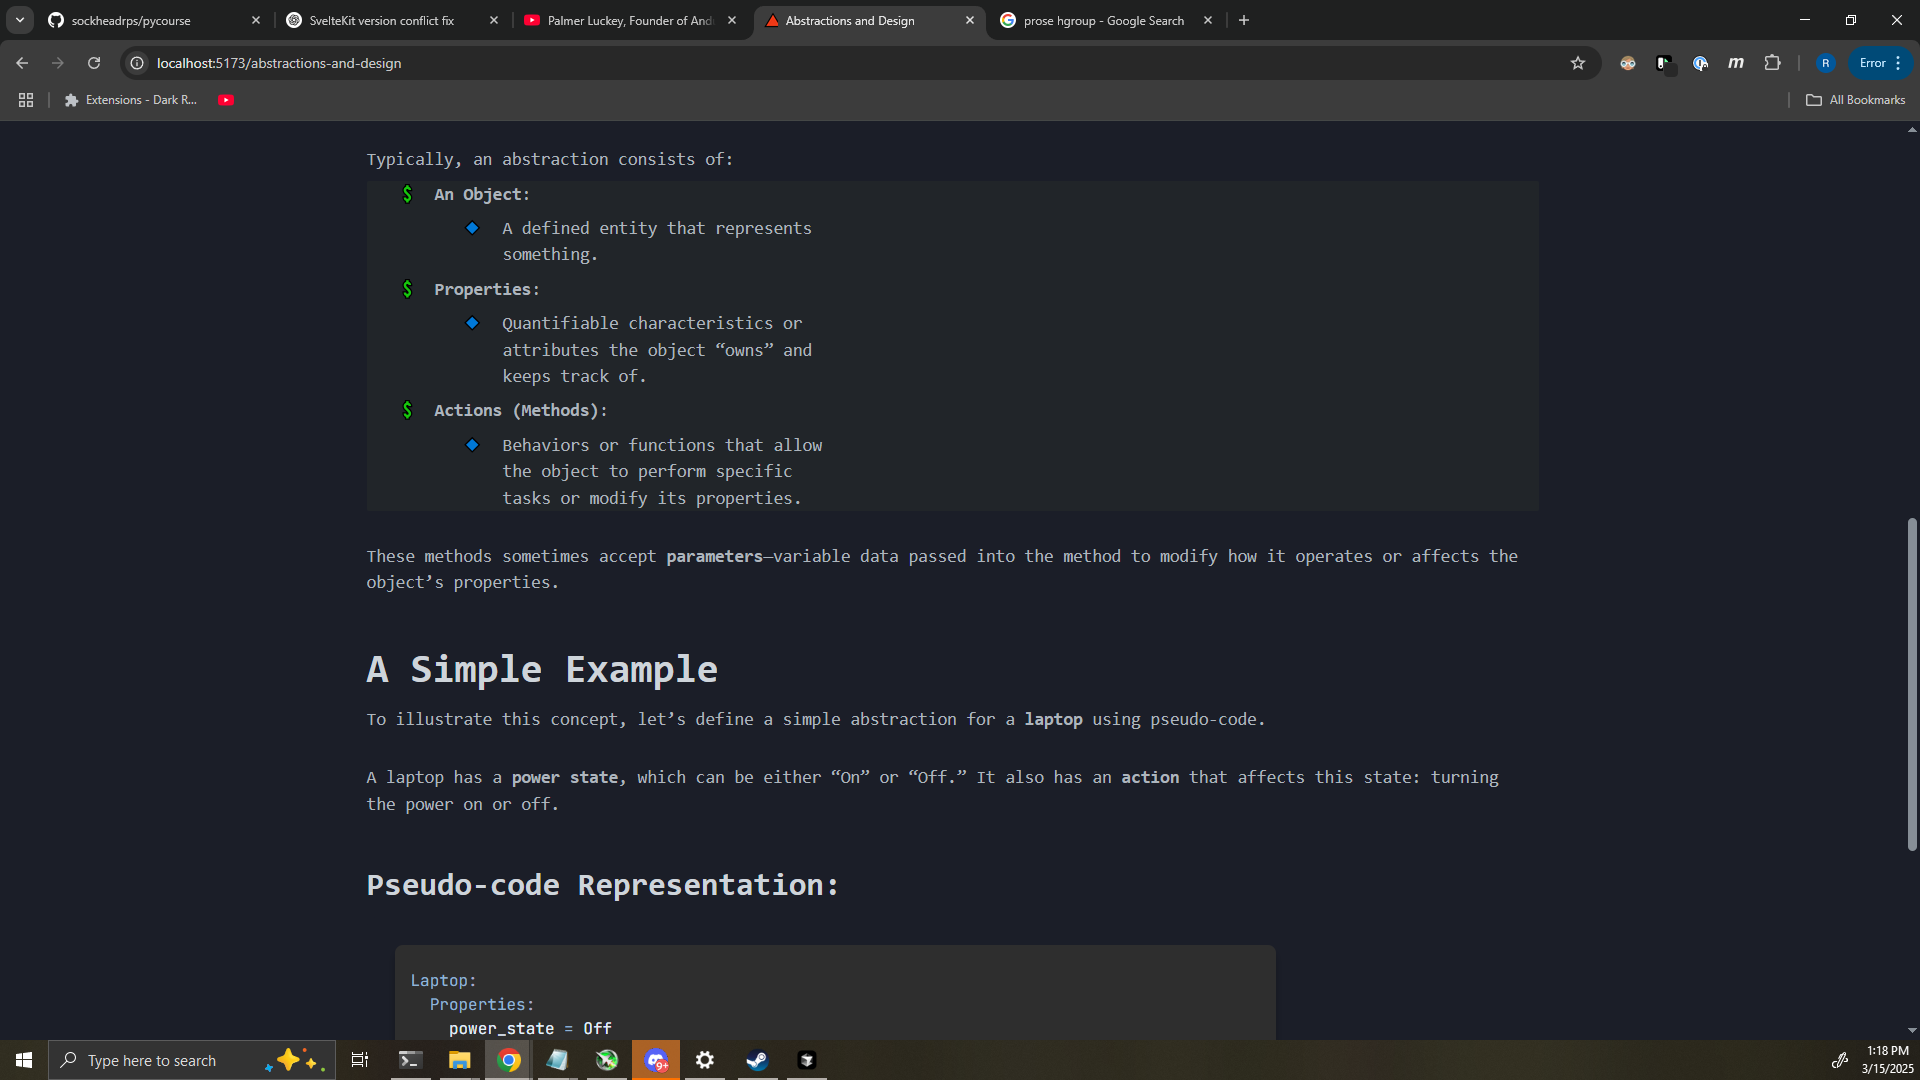 sockheadrps/pycourse
SvelteKit version conflict fix
Palmer Luckey, Founder of And
Abstractions and Design
prose hgroup - Google Search
localhost:5173/abstractions-and-design
R
Error
Extensions - Dark R...
All Bookmarks
Typically, an abstraction consists of:
$ An Object:
A defined entity that represents
something.
$ Properties:
Quantifiable characteristics or
attributes the object “owns” and
keeps track of.
$ Actions (Methods):
Behaviors or functions that allow
the object to perform specific
tasks or modify its properties.
These methods sometimes accept parameters—variable data passed into the method to modify how it operates or affects the
object’s properties.
A Simple Example
To illustrate this concept, let’s define a simple abstraction for a laptop using pseudo-code.
A laptop has a power state, which can be either “On” or “Off.” It also has an action that affects this state: turning
the power on or off.
Pseudo-code Representation:
Laptop:
Properties:
power_state = Off
Type here to search
9+
1:18 PM
3/15/2025